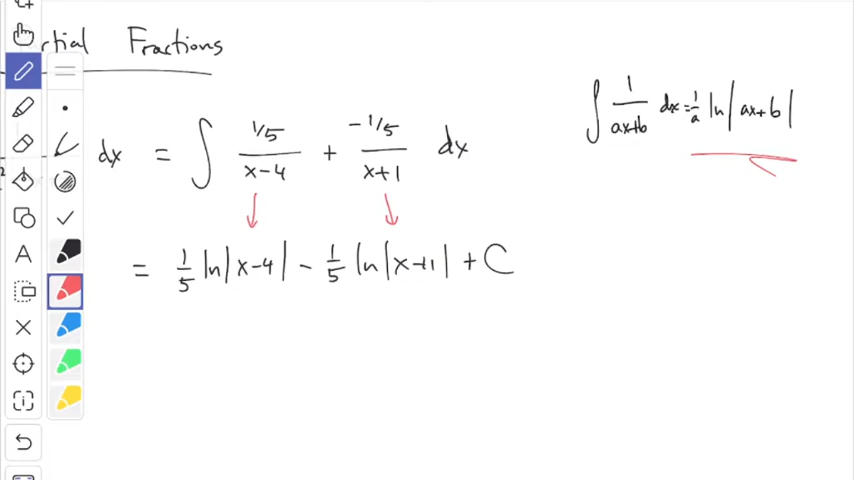 rtial Fractions
∫ 1/(ax+b) dx = 1/a ln|ax+b|
dx = ∫ (1/5)/(x-4) + (-1/5)/(x+1) dx
= 1/5 ln|x-4| - 1/5 ln|x+1| + C